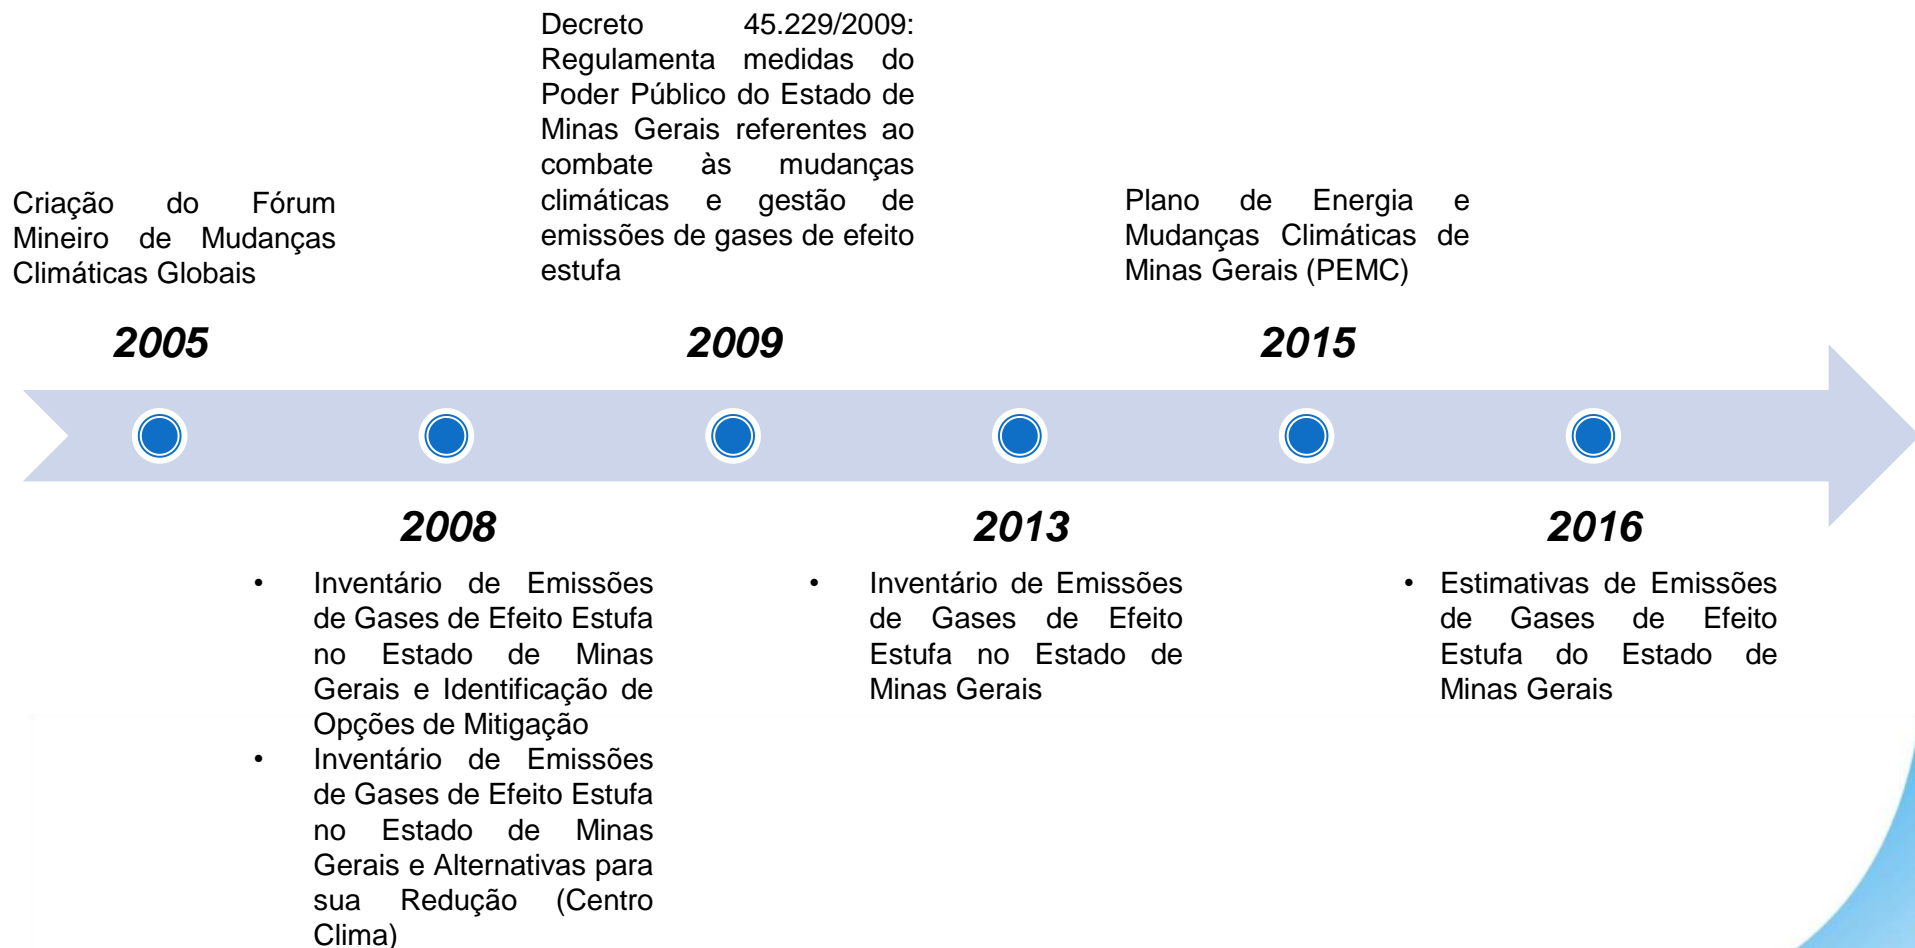 Criação do Fórum
Mineiro de Mudanças
Climáticas Globais
2005
• Inventário de Emissões
de Gases de Efeito Estufa
no Estado de Minas
Gerais e Identificação de
Opções de Mitigação
• Inventário de Emissões
de Gases de Efeito Estufa
no Estado de Minas
Gerais e Alternativas para
sua Redução (Centro
Clima)
2008
Decreto 45.229/2009:
Regulamenta medidas do
Poder Público do Estado de
Minas Gerais referentes ao
combate às mudanças
climáticas e gestão de
emissões de gases de efeito
estufa
2009
2013
• Inventário de Emissões
de Gases de Efeito
Estufa no Estado de
Minas Gerais
Plano de Energia e
Mudanças Climáticas de
Minas Gerais (PEMC)
2015
2016
• Estimativas de Emissões
de Gases de Efeito
Estufa do Estado de
Minas Gerais